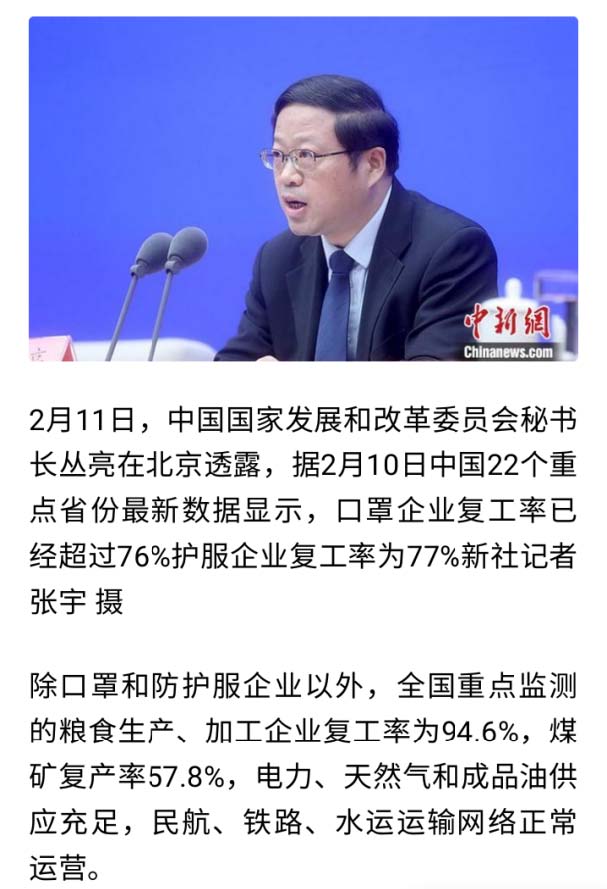 中新網
Chinanews.com
2月11日，中国国家发展和改革委员会秘书
长丛亮在北京透露，据2月10日中国22个重
点省份最新数据显示，口罩企业复工率已
经超过76%护服企业复工率为77%新社记者
张宇 摄
除口罩和防护服企业以外，全国重点监测
的粮食生产、加工企业复工率为94.6%，煤
矿复产率57.8%，电力、天然气和成品油供
应充足，民航、铁路、水运运输网络正常
运营。